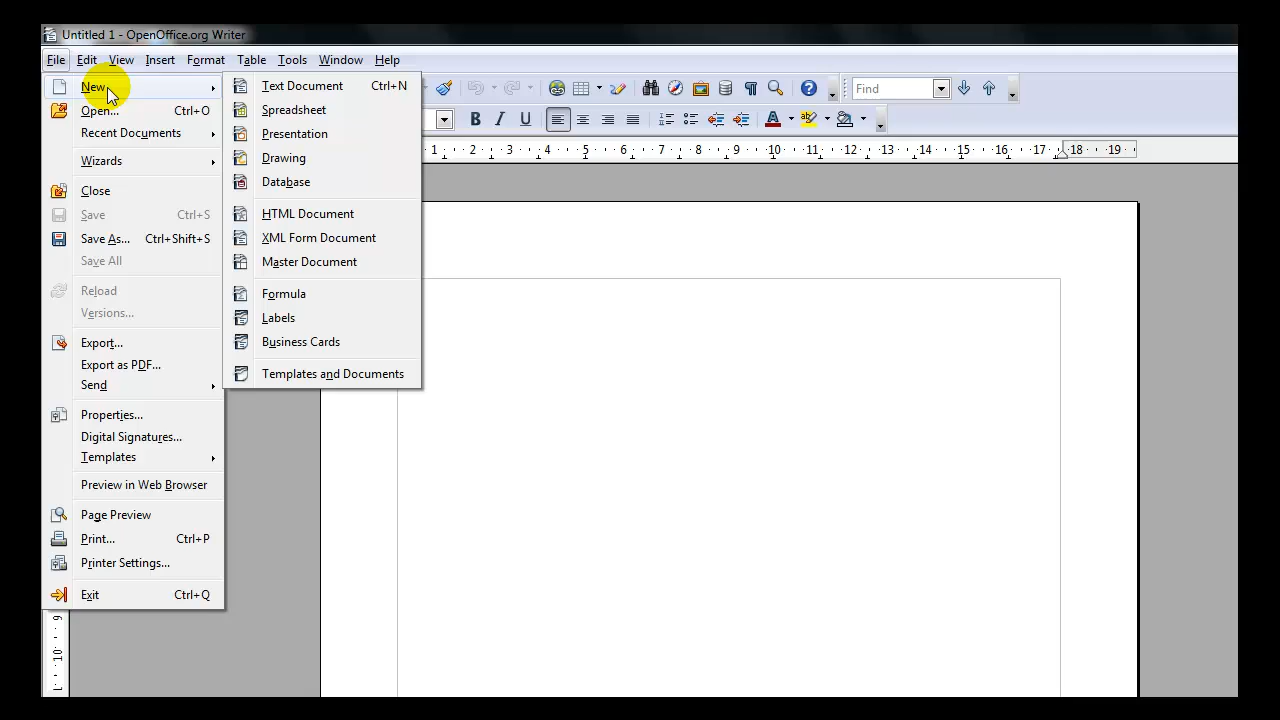 Untitled 1 - OpenOffice.org Writer
File Edit View Insert Format Table Tools Window Help
New
Open... Ctrl+O
Recent Documents
Wizards
Close
Save Ctrl+S
Save As... Ctrl+Shift+S
Save All
Reload
Versions...
Export...
Export as PDF...
Send
Properties...
Digital Signatures...
Templates
Preview in Web Browser
Page Preview
Print... Ctrl+P
Printer Settings...
Exit Ctrl+Q
Text Document Ctrl+N
Spreadsheet
Presentation
Drawing
Database
HTML Document
XML Form Document
Master Document
Formula
Labels
Business Cards
Templates and Documents
Find
B I U A
1 2 3 4 5 6 7 8 9 10 11 12 13 14 15 16 17 18 19
9
10